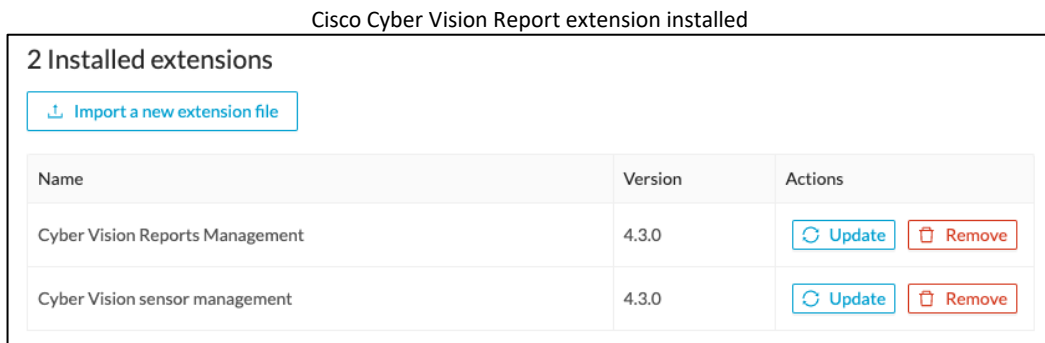 Cisco Cyber Vision Report extension installed
2 Installed extensions
Import a new extension file
Name Version Actions
Cyber Vision Reports Management 4.3.0 Update Remove
Cyber Vision sensor management 4.3.0 Update Remove